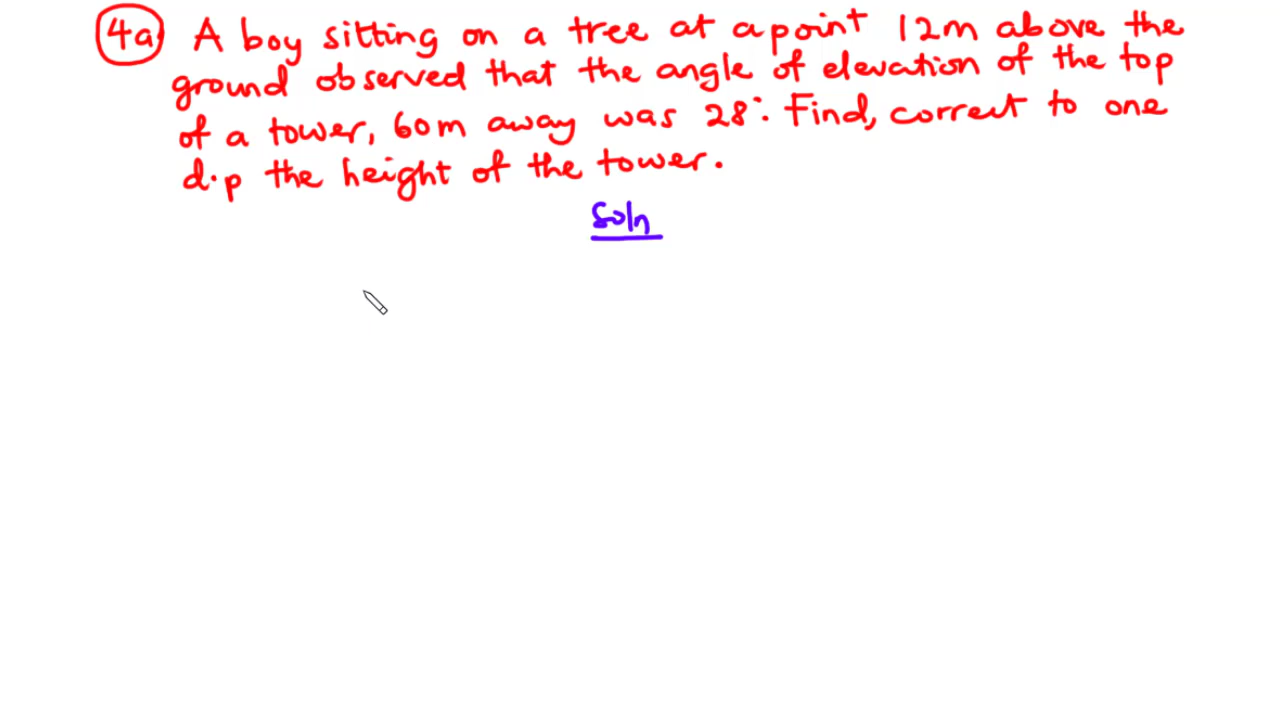 4a) A boy sitting on a tree at a point 12m above the
ground observed that the angle of elevation of the top
of a tower, 60m away was 28°. Find, correct to one
d.p the height of the tower.
Soln